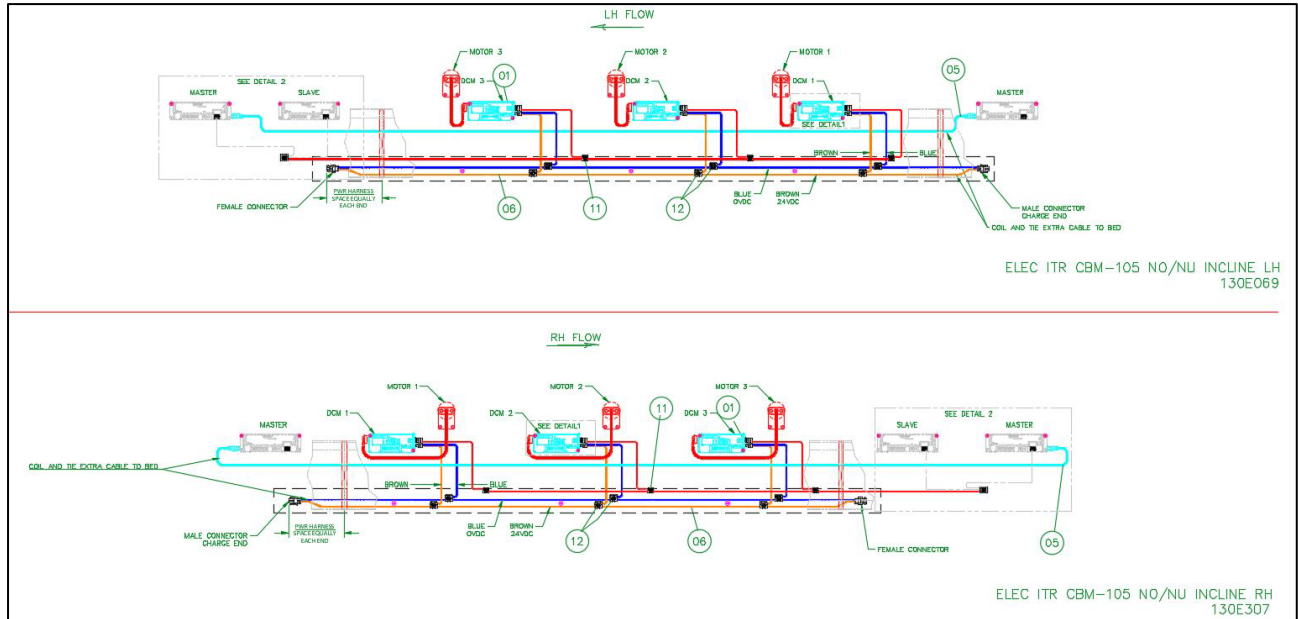 LH FLOW
MOTOR 3
MOTOR 2
MOTOR 1
SEE DETAIL 2
MASTER
SLAVE
DCM 3
01
DCM 2
DCM 1
SEE DETAIL1
05
MASTER
BROWN
BLUE
FEMALE CONNECTOR
PWR HARNESS
SPACE EQUALLY
EACH END
06
11
12
BLUE
0VDC
BROWN
24VDC
MALE CONNECTOR
CHARGE END
COIL AND TIE EXTRA CABLE TO BED
ELEC ITR CBM-105 NO/NU INCLINE LH
130E069
RH FLOW
MOTOR 1
MOTOR 2
MOTOR 3
MASTER
DCM 1
DCM 2
SEE DETAIL1
11
DCM 3
01
SEE DETAIL 2
SLAVE
MASTER
COIL AND TIE EXTRA CABLE TO BED
BROWN
BLUE
MALE CONNECTOR
CHARGE END
PWR HARNESS
SPACE EQUALLY
EACH END
BLUE
0VDC
BROWN
24VDC
12
06
FEMALE CONNECTOR
05
ELEC ITR CBM-105 NO/NU INCLINE RH
130E307